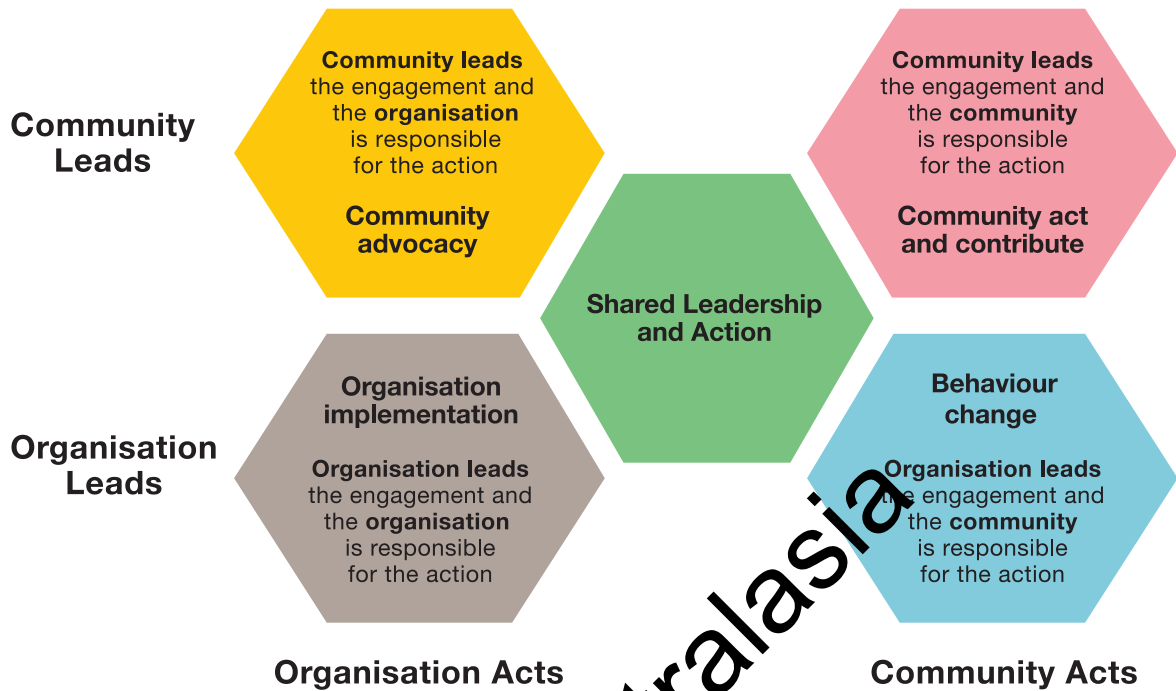 Community
Leads
Community leads
the engagement and
the organisation
is responsible
for the action
Community
advocacy
Community leads
the engagement and
the community
is responsible
for the action
Community act
and contribute
Shared Leadership
and Action
Organisation
Leads
Organisation
implementation
Organisation leads
the engagement and
the organisation
is responsible
for the action
Behaviour
change
Organisation leads
the engagement and
the community
is responsible
for the action
Organisation Acts
Community Acts
tralasia